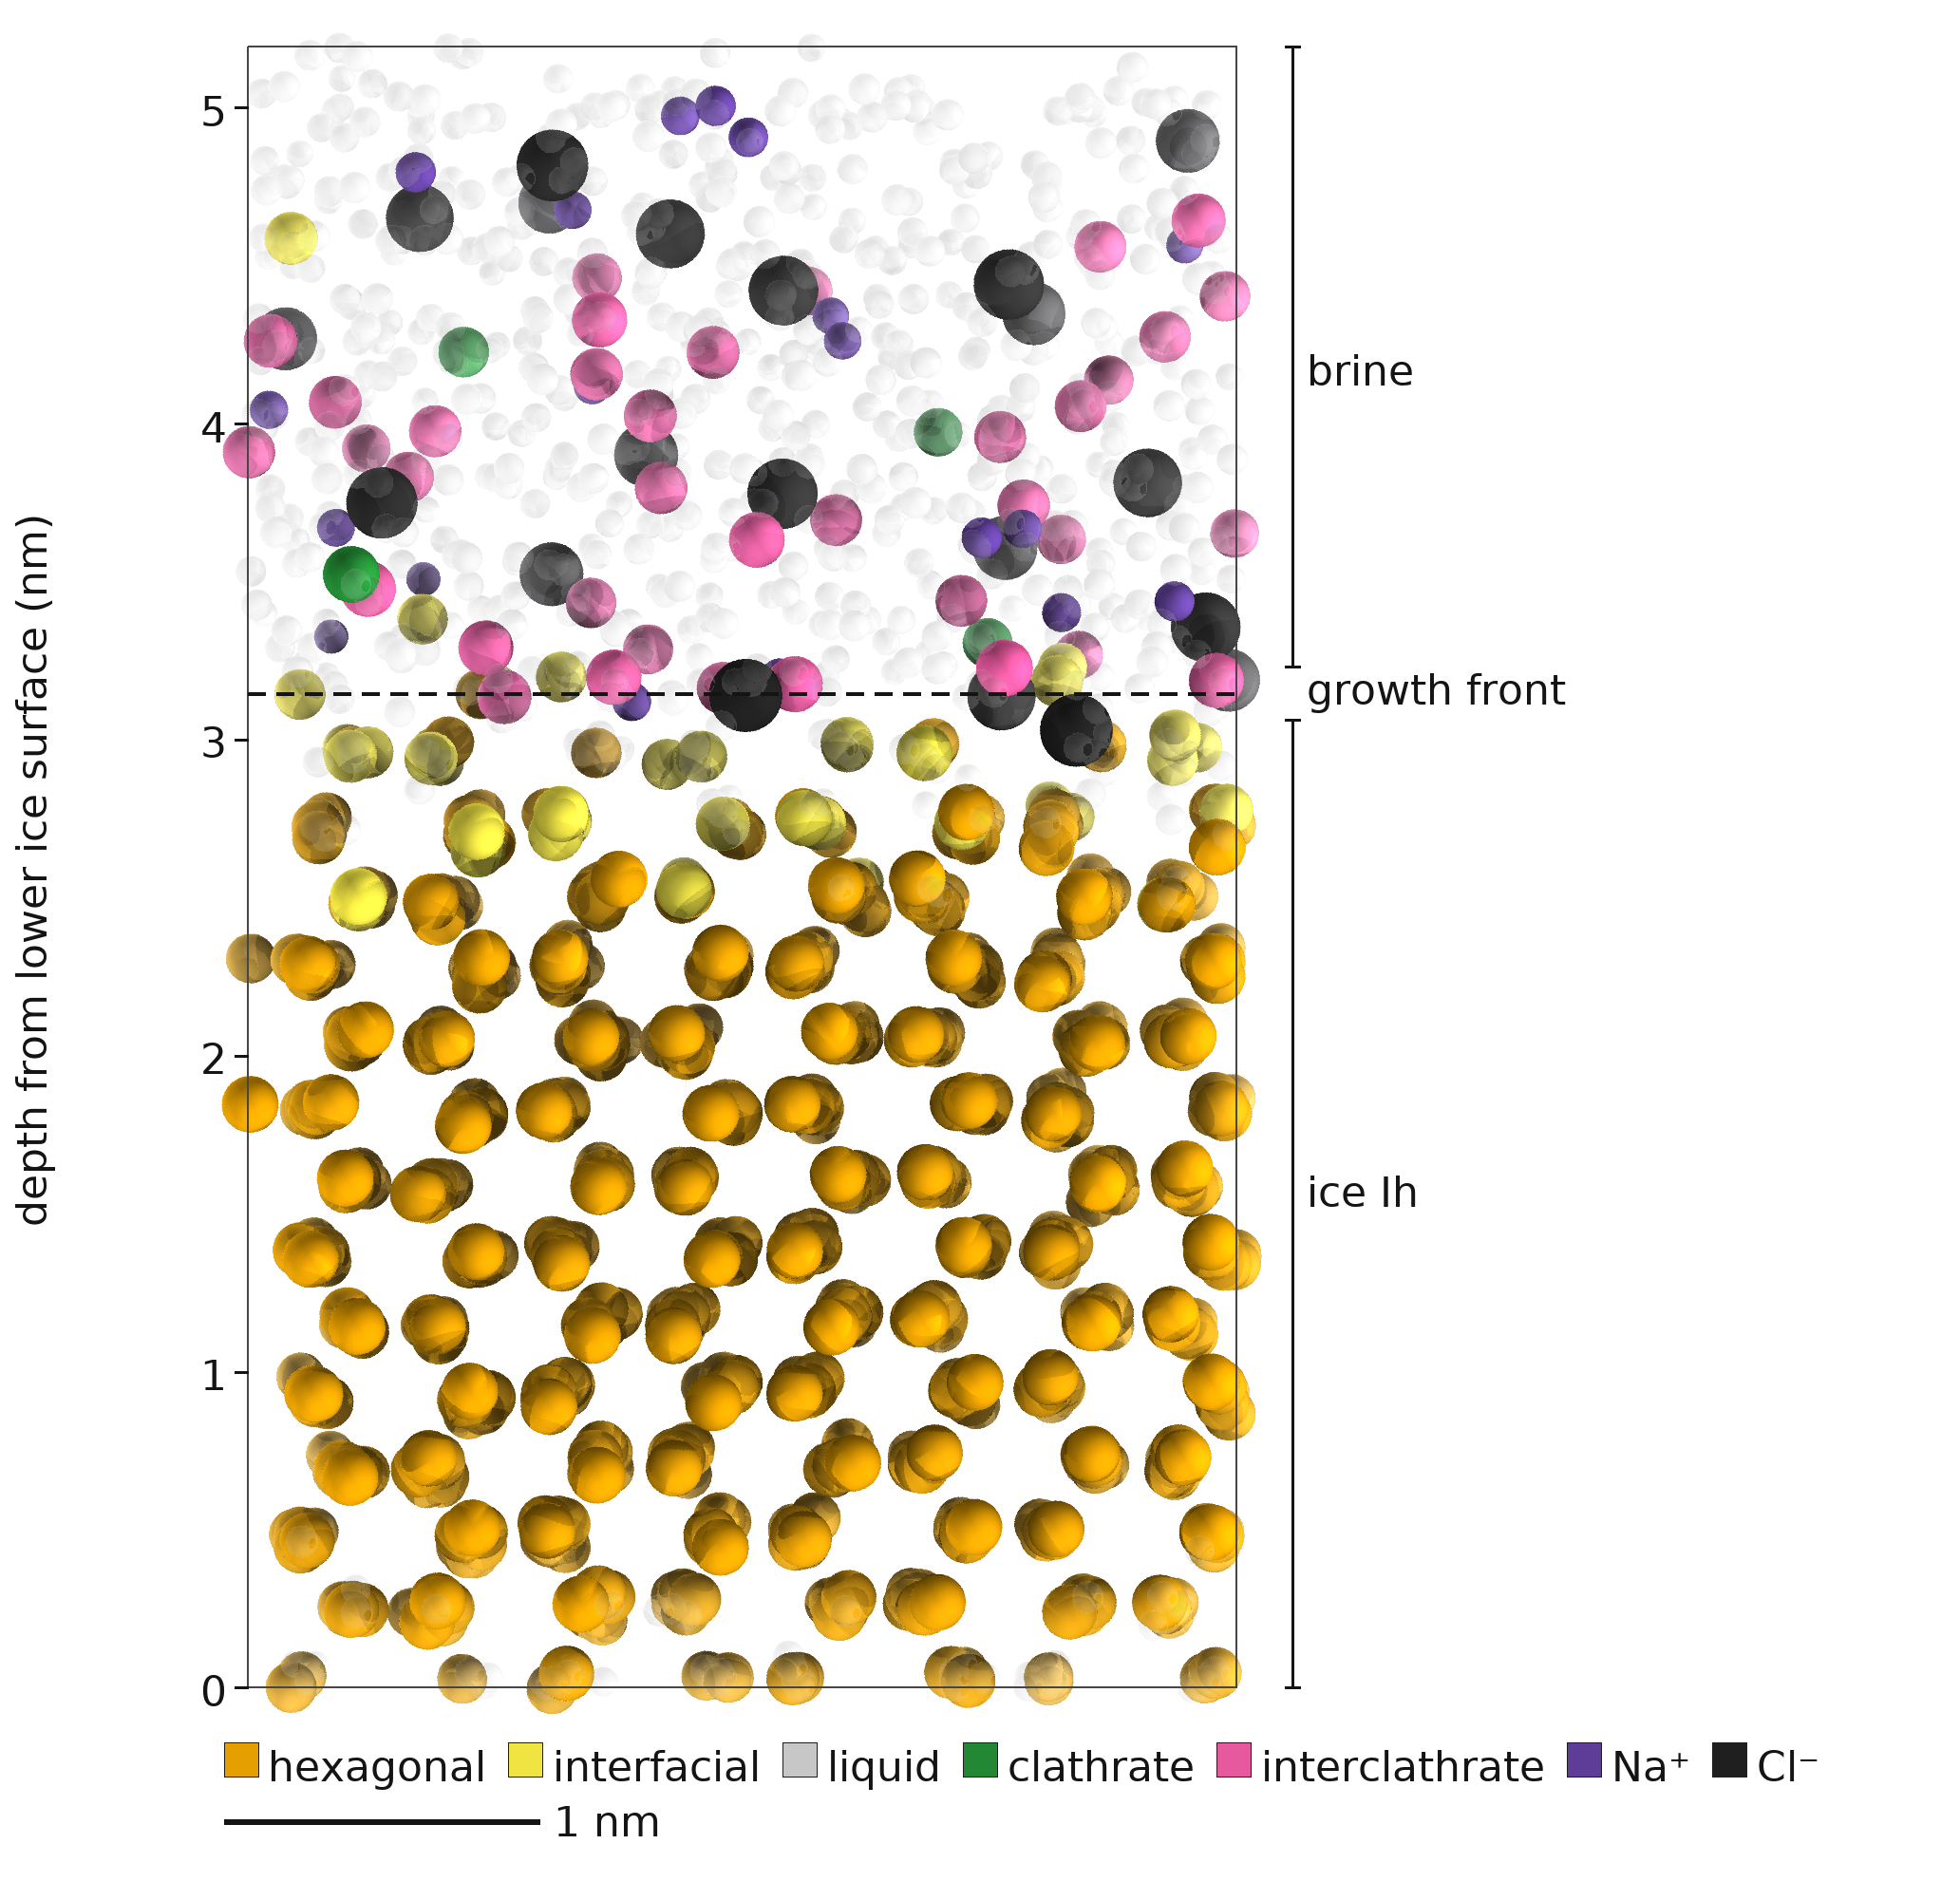 depth from lower ice surface (nm)
5
4
3
2
1
0
brine
growth front
ice Ih
hexagonal interfacial liquid clathrate interclathrate Na⁺ Cl⁻
1 nm